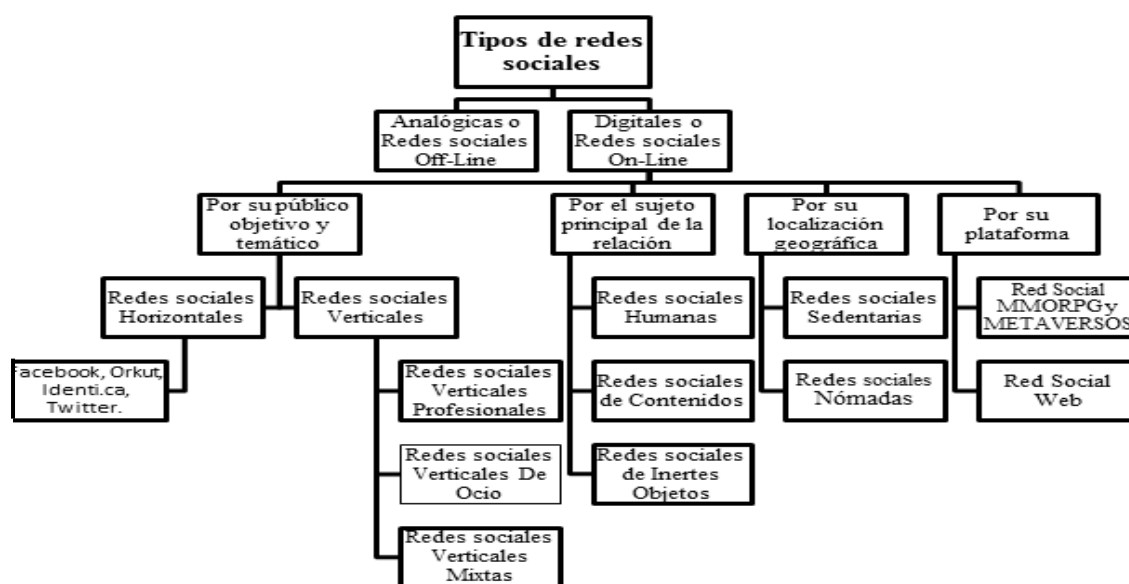 Tipos de redes
sociales
Analógicas o
Redes sociales
Off-Line
Digitales o
Redes sociales
On-Line
Por su público
objetivo y
temático
Por el sujeto
principal de la
relación
Por su
localización
geográfica
Por su
plataforma
Redes sociales
Horizontales
Redes sociales
Verticales
Redes sociales
Humanas
Redes sociales
Sedentarias
Red Social
MMORPG y
METAVERSOS
Facebook, Orkut,
Identi.ca,
Twitter.
Redes sociales
Verticales
Profesionales
Redes sociales
de Contenidos
Redes sociales
Nómadas
Red Social
Web
Redes sociales
Verticales De
Ocio
Redes sociales
de Inertes
Objetos
Redes sociales
Verticales
Mixtas